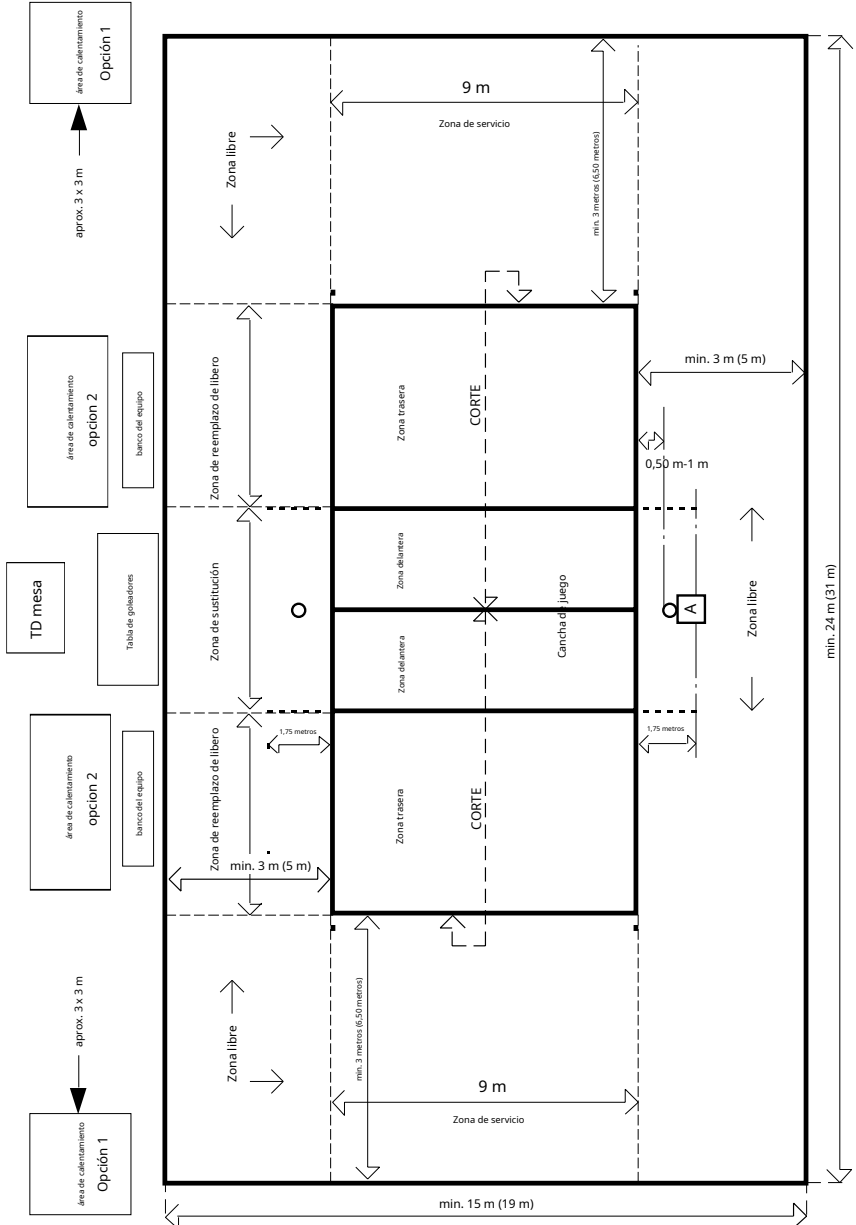 área de calentamiento
Opción 1
aprox. 3 x 3 m
Zona libre
9 m
Zona de servicio
min. 3 metros (6,50 metros)
área de calentamiento
opcion 2
banco del equipo
Zona de reemplazo de libero
Zona trasera
CORTE
min. 3 m (5 m)
0,50 m-1 m
TD mesa
Tabla de goleadores
Zona de sustitución
Zona delantera
Zona delantera
Cancha de juego
A
Zona libre
min. 24 m (31 m)
área de calentamiento
opcion 2
banco del equipo
Zona de reemplazo de libero
1,75 metros
1,75 metros
Zona trasera
CORTE
min. 3 m (5 m)
aprox. 3 x 3 m
Zona libre
min. 3 metros (6,50 metros)
9 m
Zona de servicio
área de calentamiento
Opción 1
min. 15 m (19 m)